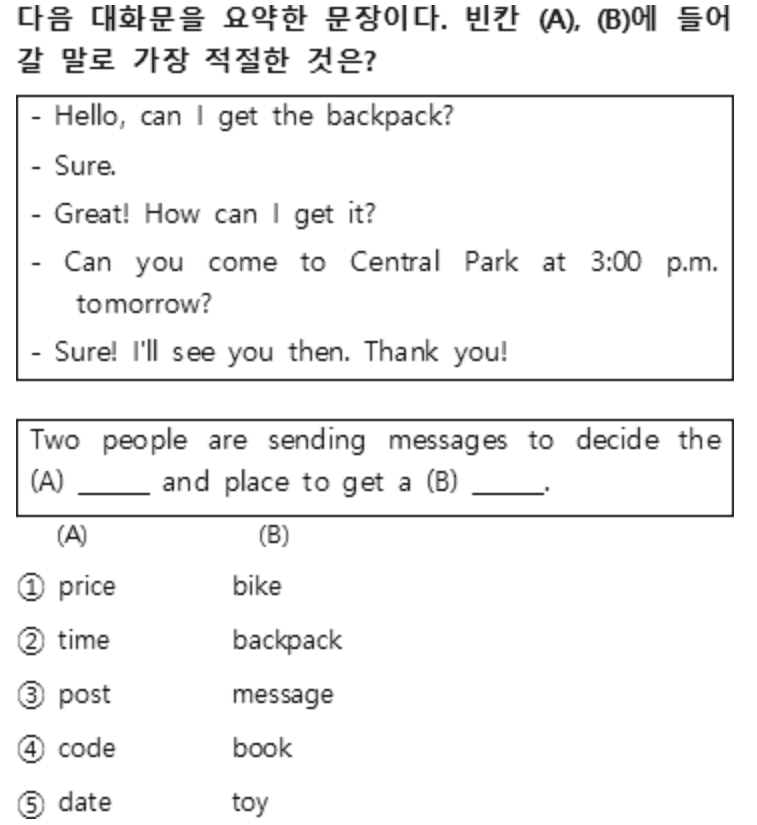 다음 대화문을 요약한 문장이다. 빈칸 (A), (B)에 들어
갈 말로 가장 적절한 것은?
- Hello, can I get the backpack?
- Sure.
- Great! How can I get it?
- Can you come to Central Park at 3:00 p.m.
tomorrow?
- Sure! I'll see you then. Thank you!
Two people are sending messages to decide the
(A) _____ and place to get a (B) _____.
(A) (B)
① price bike
② time backpack
③ post message
④ code book
⑤ date toy